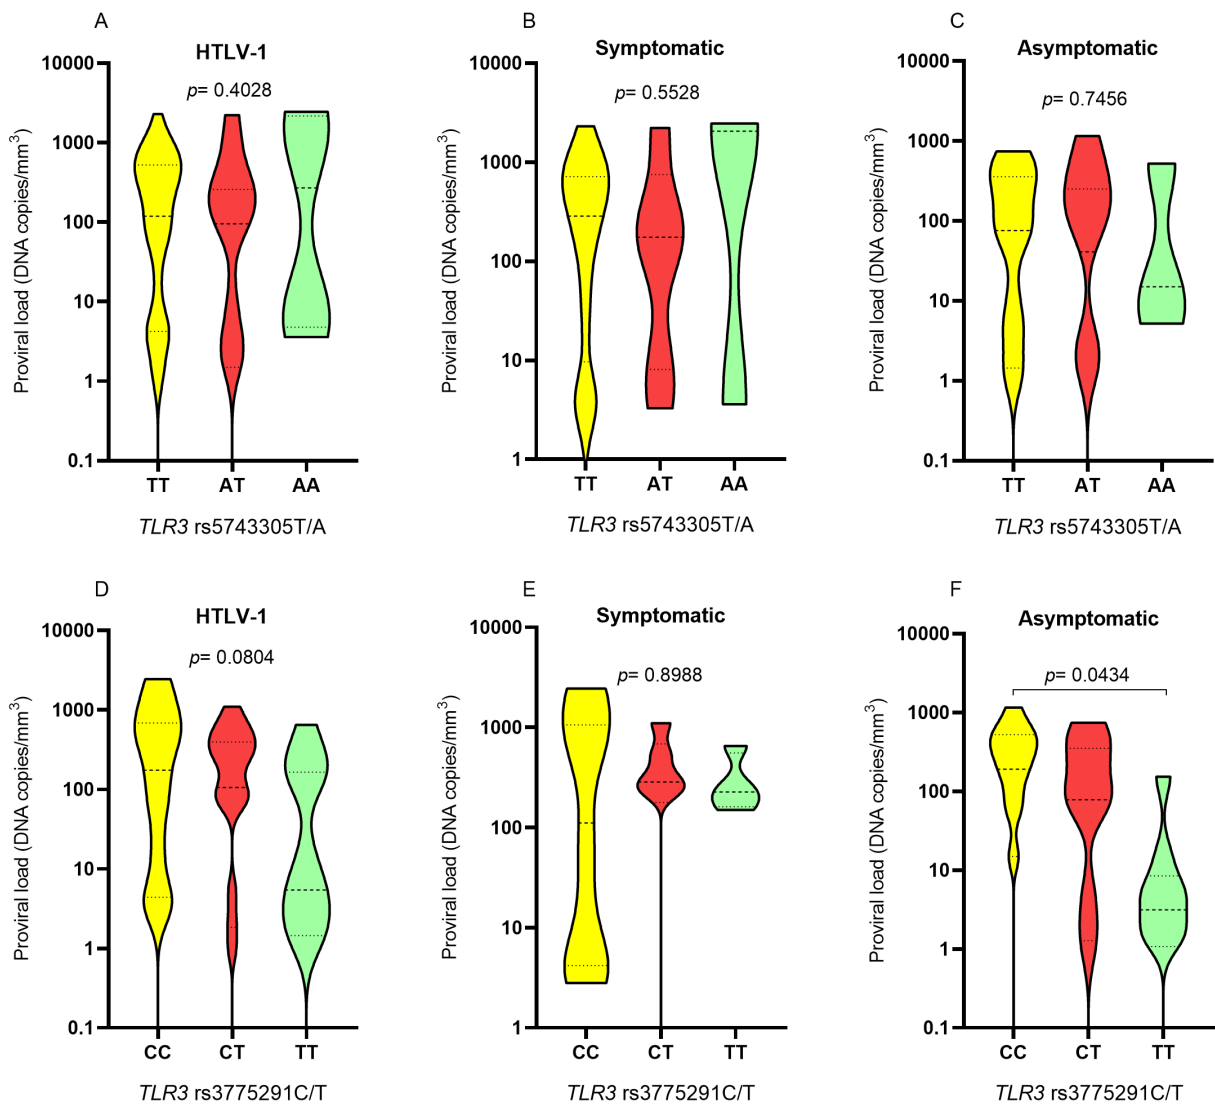 A
HTLV-1
p= 0.4028
Proviral load (DNA copies/mm³)
10000
1000
100
10
1
0.1
TT AT AA
TLR3 rs5743305T/A
B
Symptomatic
p= 0.5528
Proviral load (DNA copies/mm³)
10000
1000
100
10
1
TT AT AA
TLR3 rs5743305T/A
C
Asymptomatic
p= 0.7456
Proviral load (DNA copies/mm³)
10000
1000
100
10
1
0.1
TT AT AA
TLR3 rs5743305T/A
D
HTLV-1
p= 0.0804
Proviral load (DNA copies/mm³)
10000
1000
100
10
1
0.1
CC CT TT
TLR3 rs3775291C/T
E
Symptomatic
p= 0.8988
Proviral load (DNA copies/mm³)
10000
1000
100
10
1
CC CT TT
TLR3 rs3775291C/T
F
Asymptomatic
p= 0.0434
Proviral load (DNA copies/mm³)
10000
1000
100
10
1
0.1
CC CT TT
TLR3 rs3775291C/T